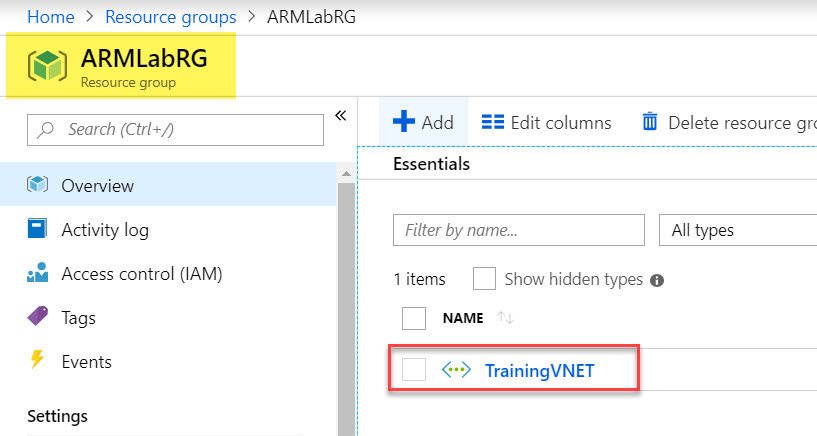 Home > Resource groups > ARMLabRG
ARMLabRG
Resource group
«
Search (Ctrl+/)
Overview
Activity log
Access control (IAM)
Tags
Events
Settings
Add
Edit columns
Delete resource gro
Essentials
Filter by name...
All types
1 items
Show hidden types
NAME
TrainingVNET